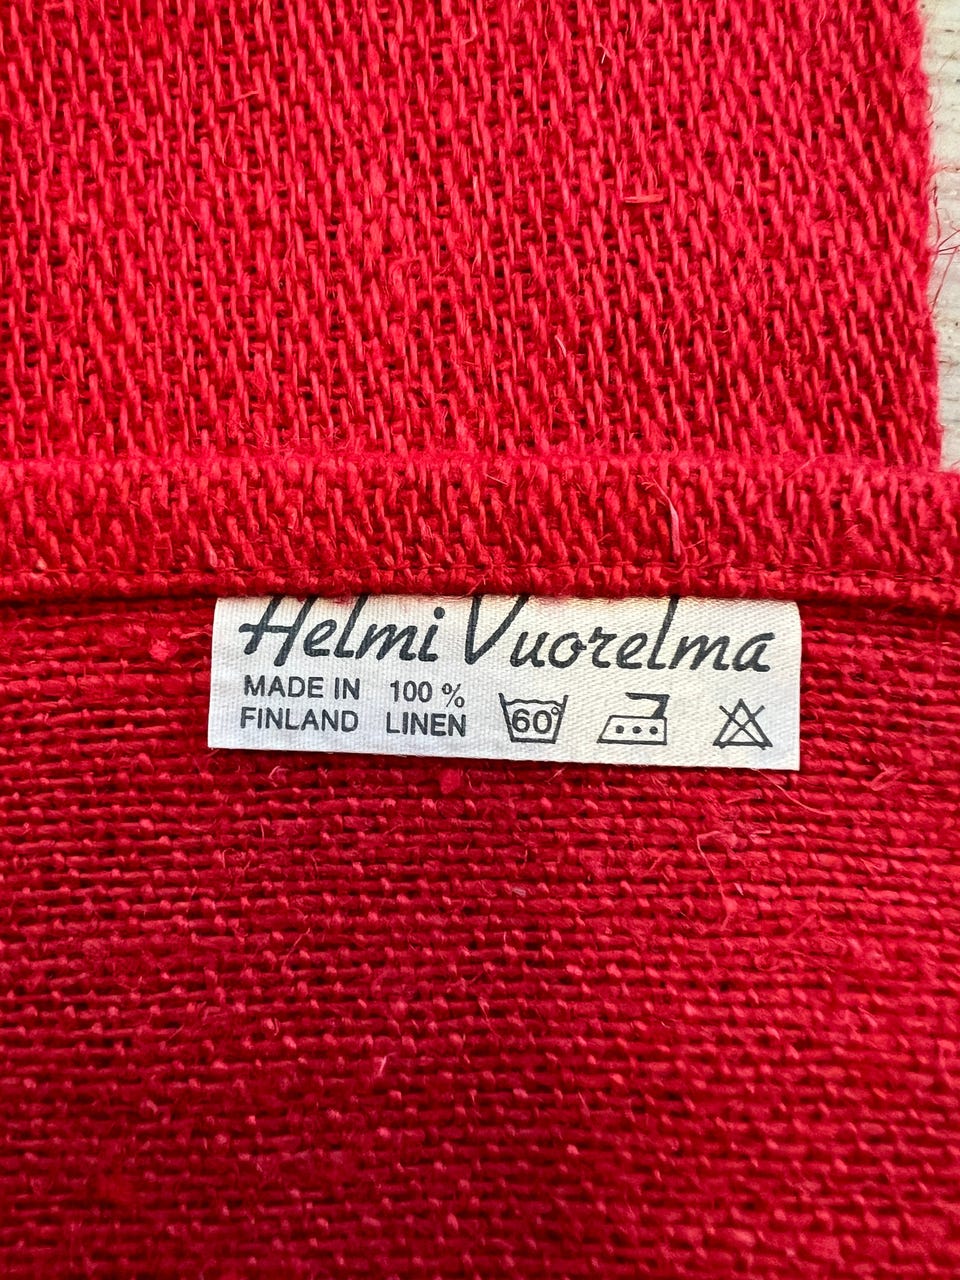 Helmi Vuorelma
MADE IN
FINLAND
100 %
LINEN
60°